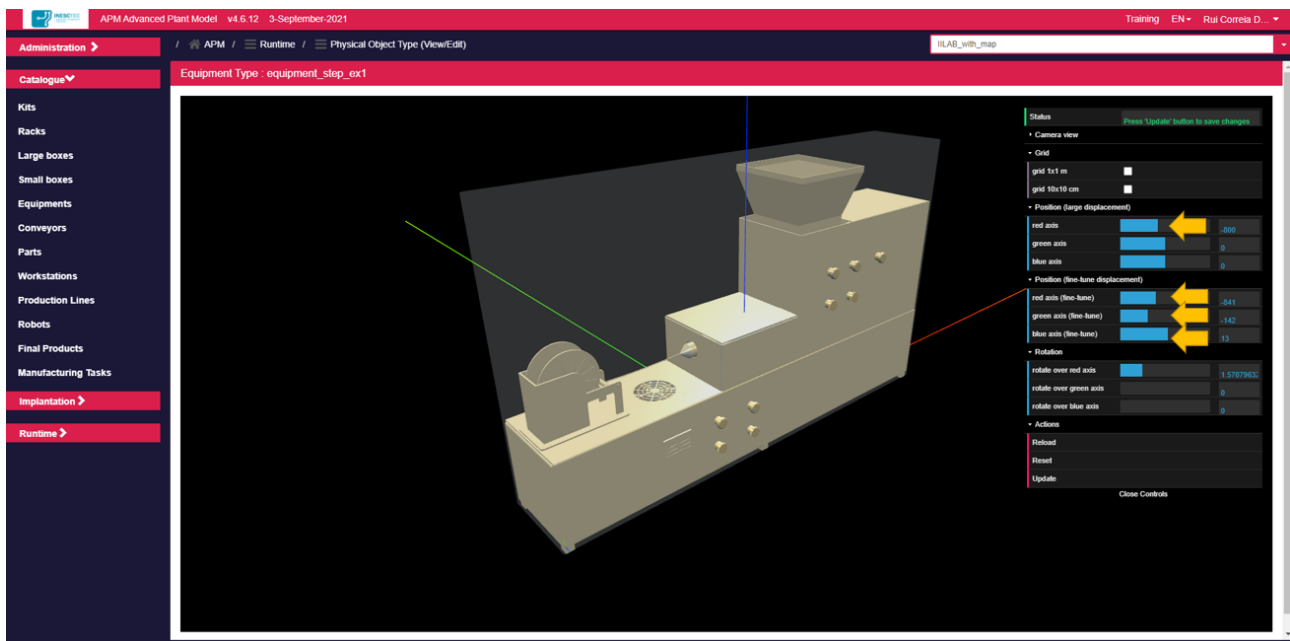 INESCTEC
APM Advanced Plant Model v4.6.12 3-September-2021
Training EN Rui Correia D...
Administration
/ APM / Runtime / Physical Object Type (View/Edit)
IILAB_with_map
Catalogue
Equipment Type : equipment_step_ex1
Kits
Racks
Large boxes
Small boxes
Equipments
Conveyors
Parts
Workstations
Production Lines
Robots
Final Products
Manufacturing Tasks
Implantation
Runtime
Status Press 'Update' button to save changes
Camera view
Grid
grid 1x1 m
grid 10x10 cm
Position (large displacement)
red axis -800
green axis 0
blue axis 0
Position (fine-tune displacement)
red axis (fine-tune) -841
green axis (fine-tune) -142
blue axis (fine-tune) 13
Rotation
rotate over red axis 1.57079632
rotate over green axis 0
rotate over blue axis 0
Actions
Reload
Reset
Update
Close Controls